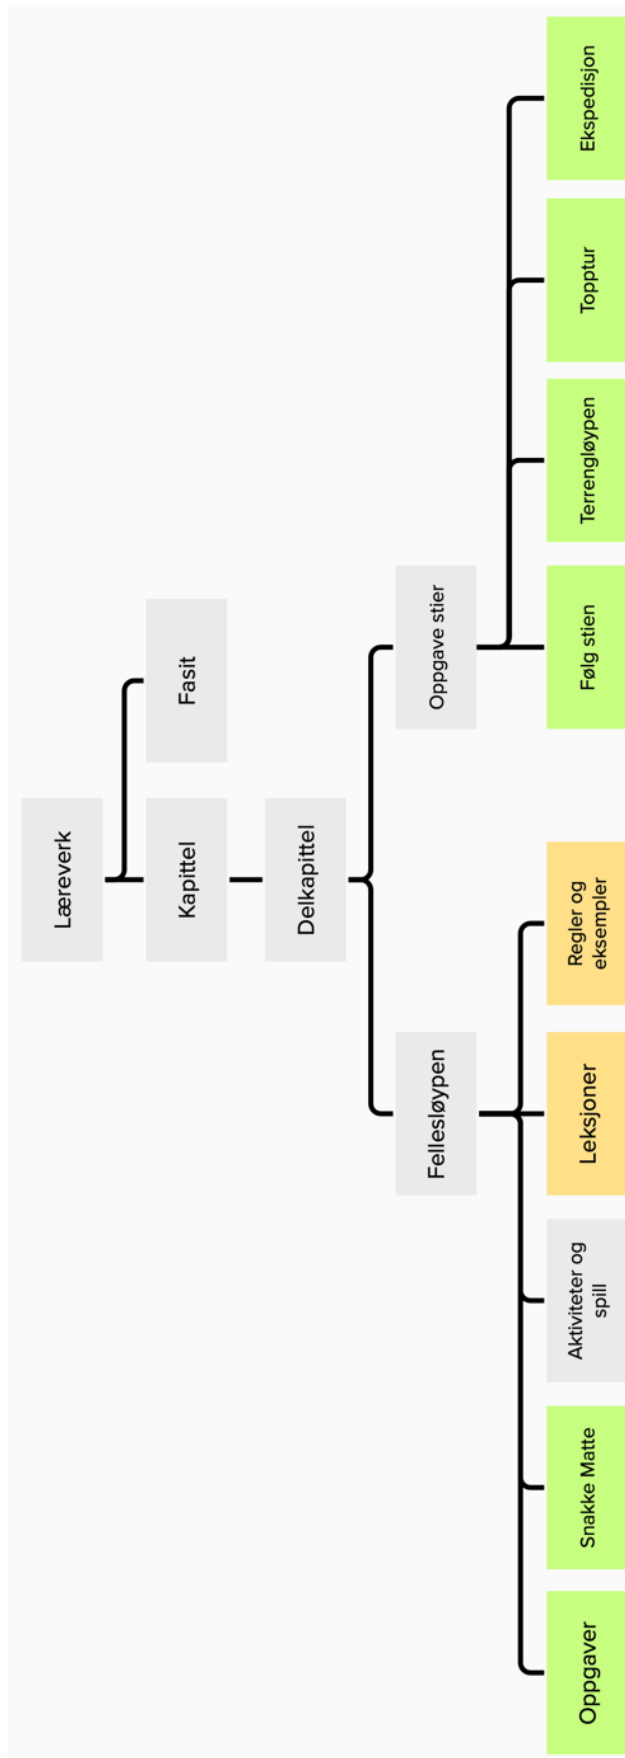 Læreverk
Kapittel
Fasit
Delkapittel
Fellesløypen
Oppgave stier
Oppgaver
Snakke Matte
Aktiviteter og
spill
Leksjoner
Regler og
eksempler
Følg stien
Terrengløypen
Topptur
Ekspedisjon